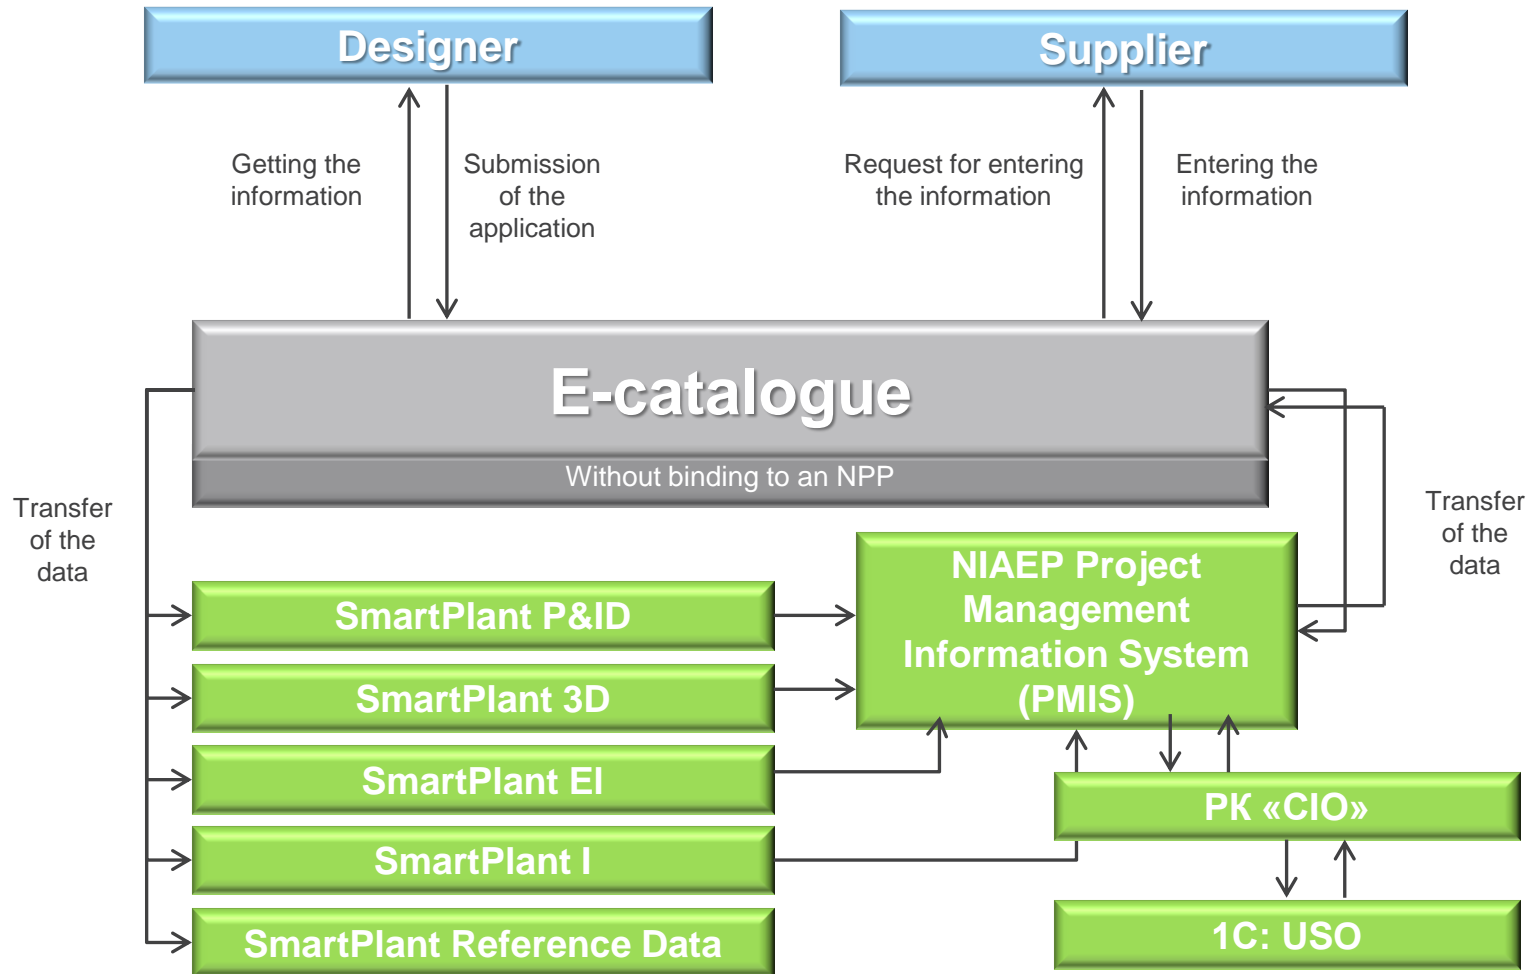 Designer
Supplier
Getting the
information
Submission
of the
application
Request for entering
the information
Entering the
information
E-catalogue
Without binding to an NPP
Transfer
of the
data
Transfer
of the
data
NIAEP Project
Management
Information System
(PMIS)
SmartPlant P&ID
SmartPlant 3D
SmartPlant EI
SmartPlant I
SmartPlant Reference Data
РК «CIO»
1C: USO